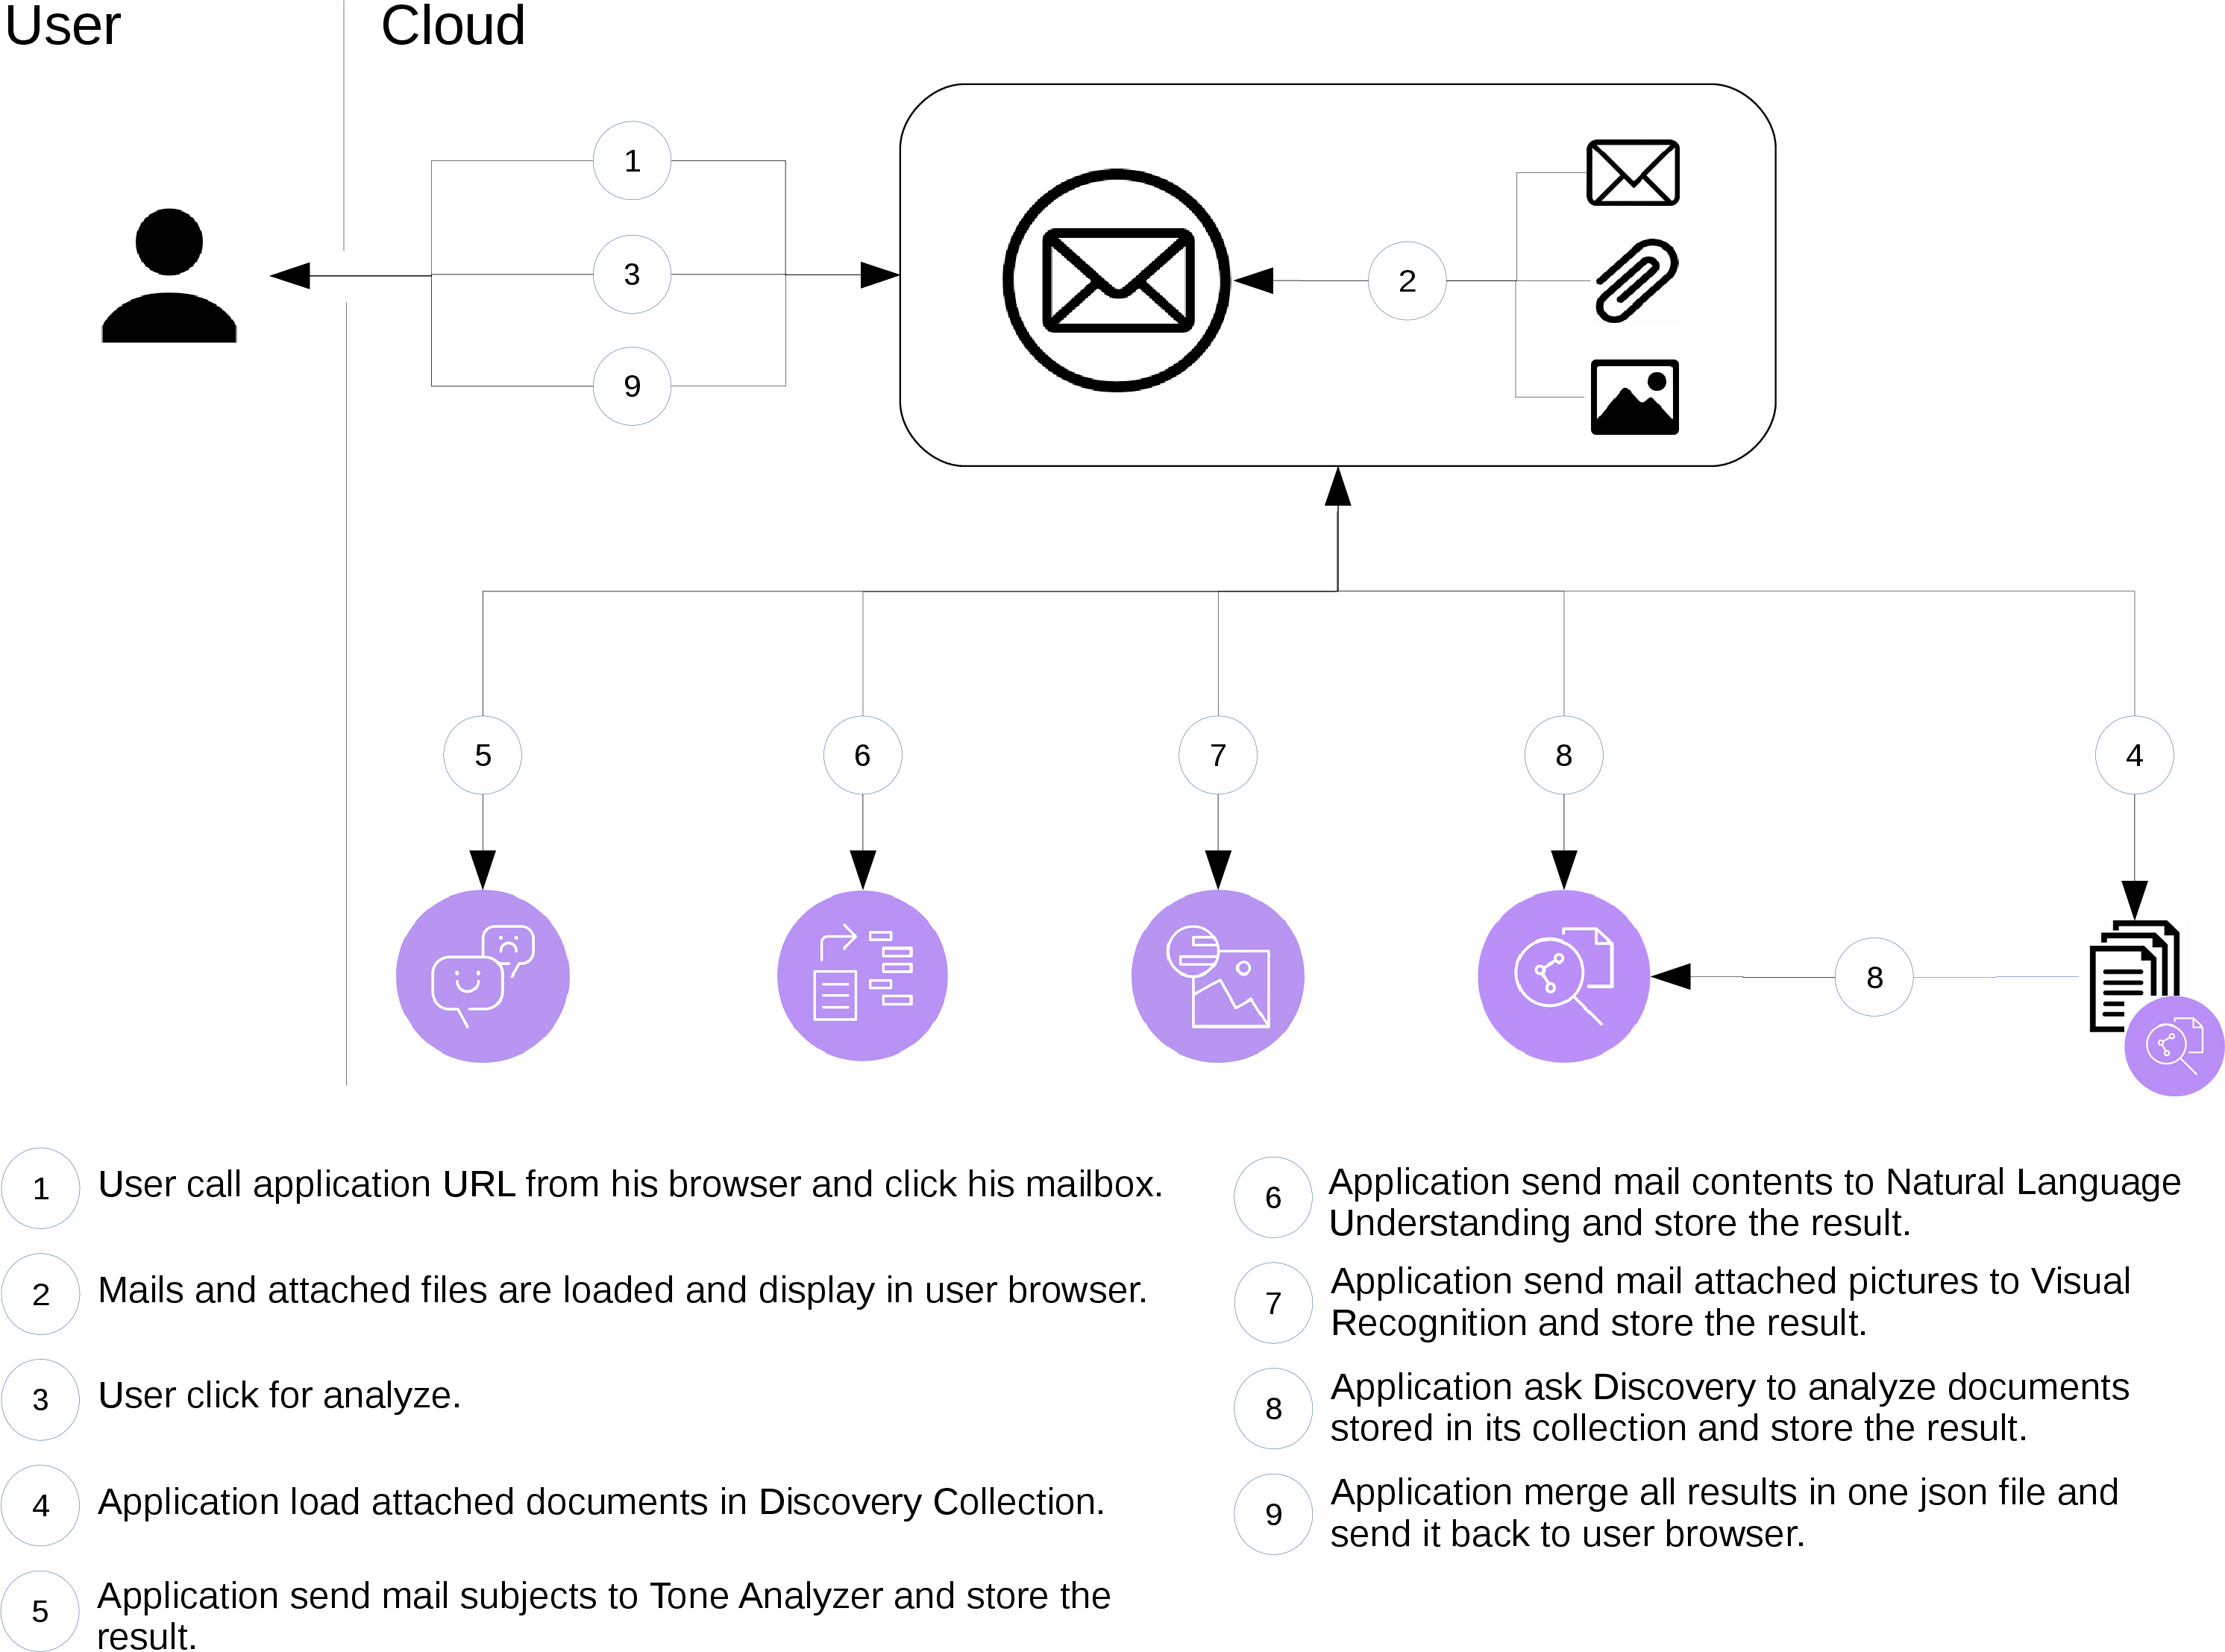 User
Cloud
1
3
9
2
5
6
7
8
4
8
1
User call application URL from his browser and click his mailbox.
2
Mails and attached files are loaded and display in user browser.
3
User click for analyze.
4
Application load attached documents in Discovery Collection.
5
Application send mail subjects to Tone Analyzer and store the
result.
6
Application send mail contents to Natural Language
Understanding and store the result.
7
Application send mail attached pictures to Visual
Recognition and store the result.
8
Application ask Discovery to analyze documents
stored in its collection and store the result.
9
Application merge all results in one json file and
send it back to user browser.